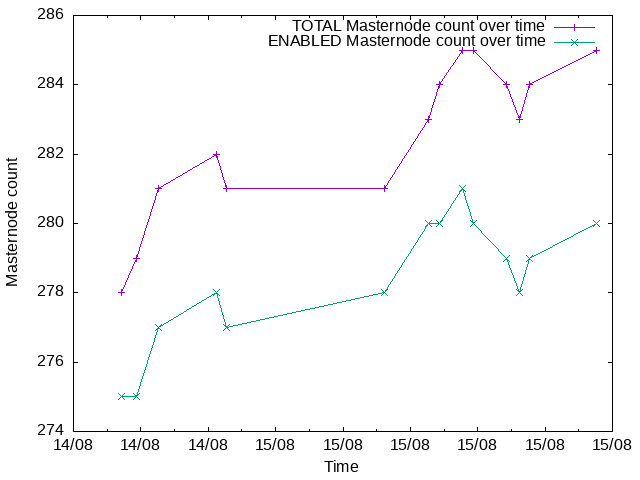 286
284
282
280
278
276
274
Masternode count
TOTAL Masternode count over time
ENABLED Masternode count over time
14/08 14/08 14/08 15/08 15/08 15/08 15/08 15/08 15/08
Time